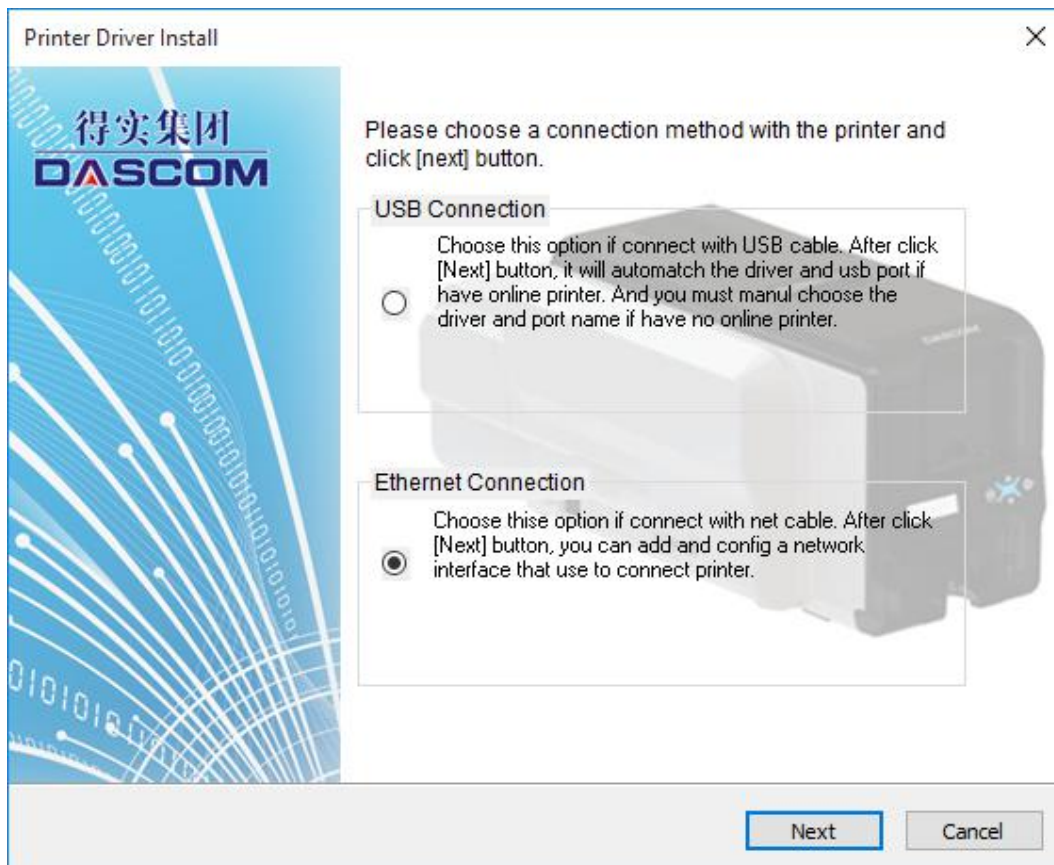 Printer Driver Install
得实集团
DASCOM
Please choose a connection method with the printer and
click [next] button.
USB Connection
Choose this option if connect with USB cable. After click
[Next] button, it will automatch the driver and usb port if
have online printer. And you must manul choose the
driver and port name if have no online printer.
Ethernet Connection
Choose thise option if connect with net cable. After click
[Next] button, you can add and config a network
interface that use to connect printer.
Next
Cancel